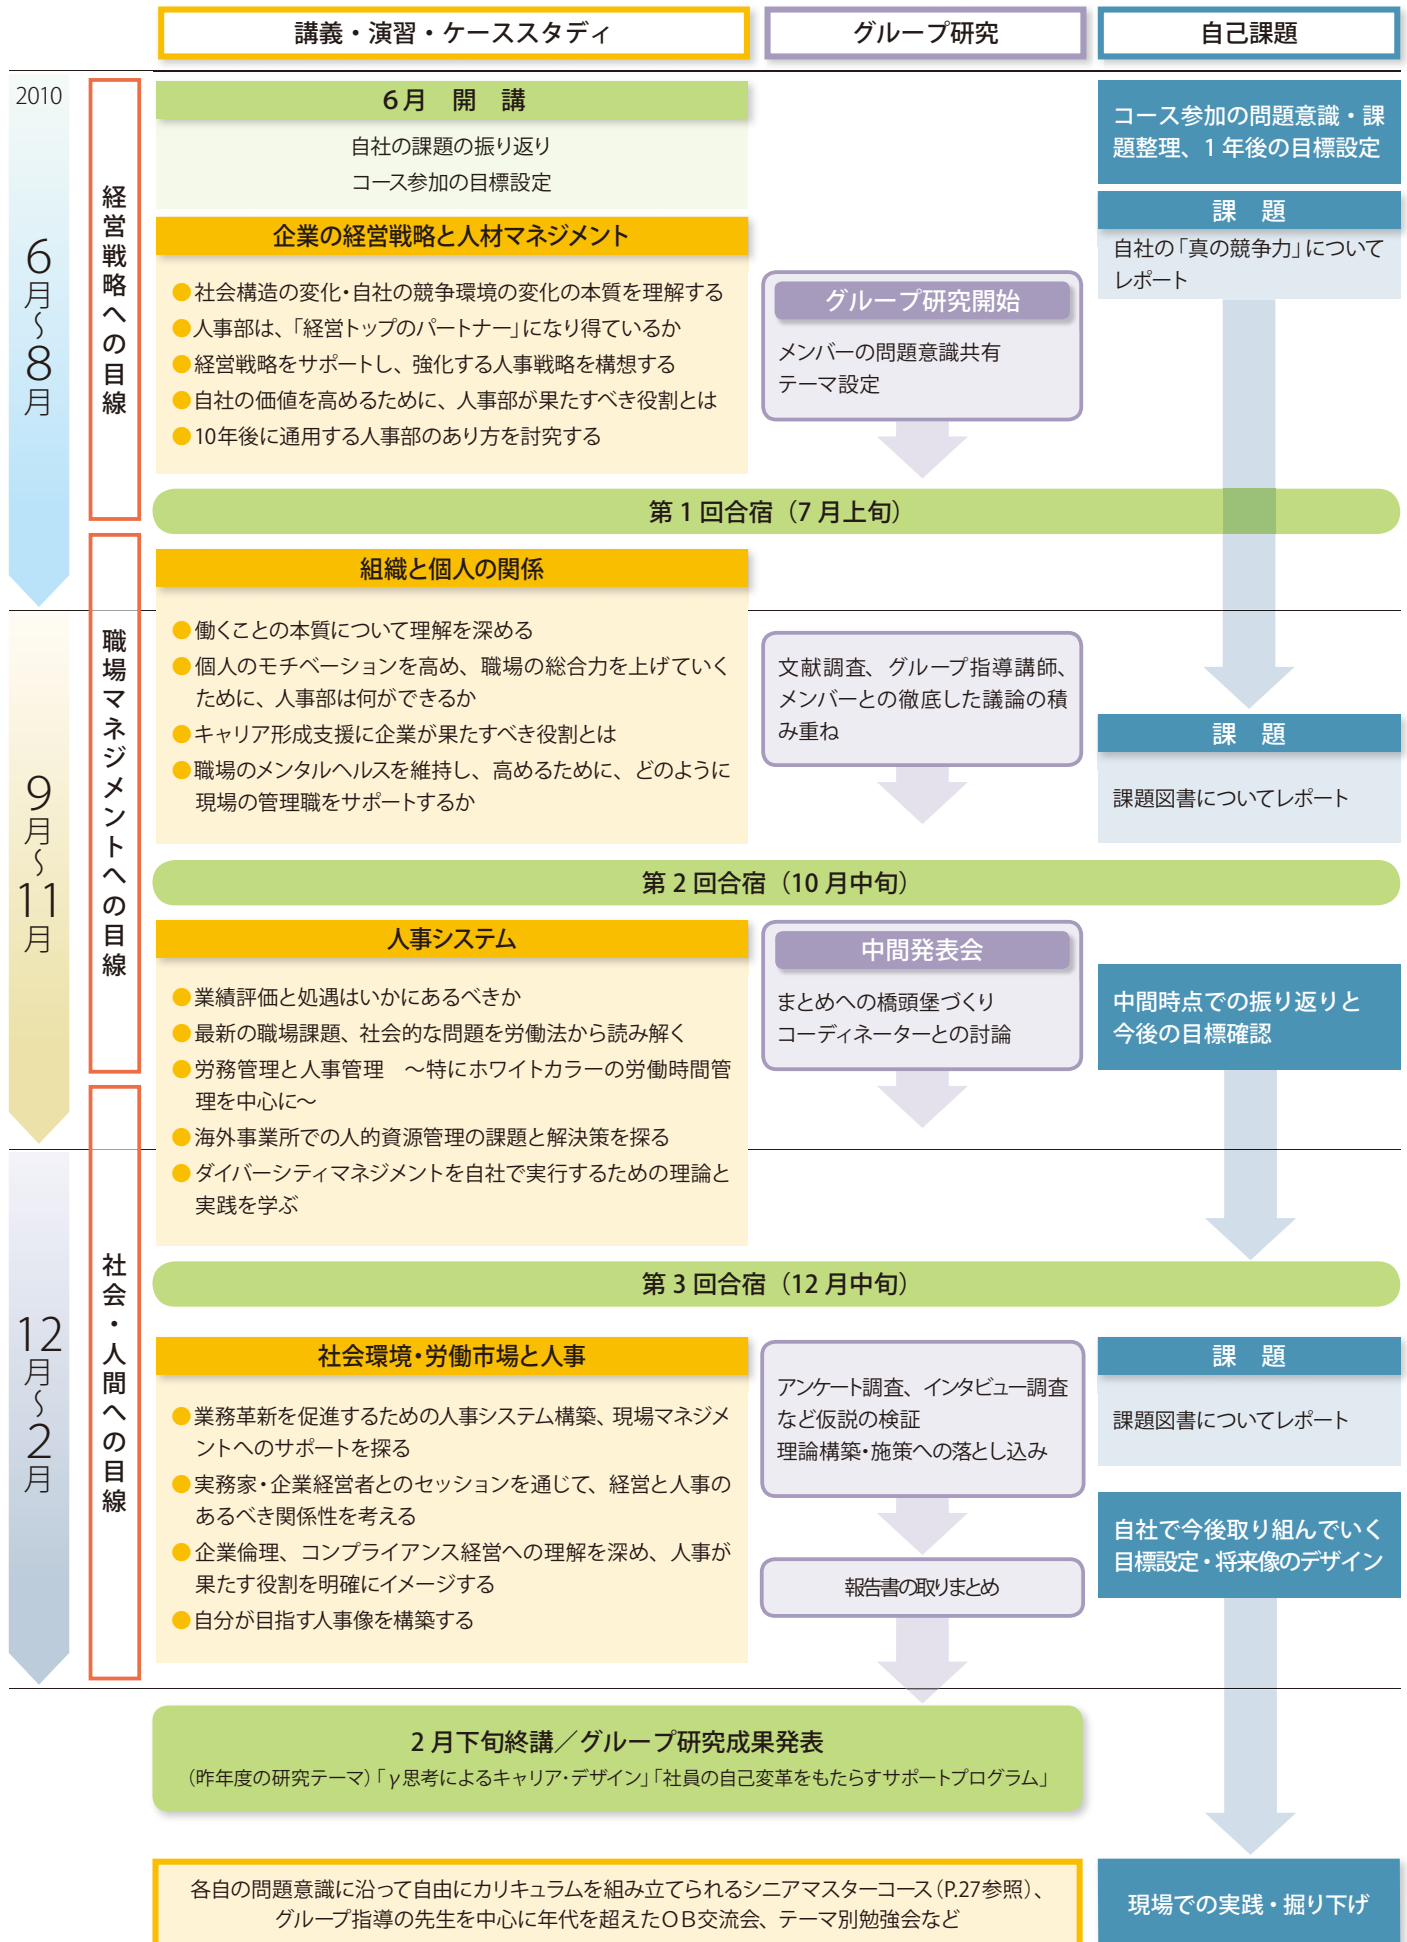 講義・演習・ケーススタディ
グループ研究
自己課題
2010
6月〜8月
経営戦略への目線
6月 開 講
自社の課題の振り返り
コース参加の目標設定
コース参加の問題意識・課
題整理、1年後の目標設定
課 題
自社の「真の競争力」について
レポート
企業の経営戦略と人材マネジメント
●社会構造の変化・自社の競争環境の変化の本質を理解する
●人事部は、「経営トップのパートナー」になり得ているか
●経営戦略をサポートし、強化する人事戦略を構想する
●自社の価値を高めるために、人事部が果たすべき役割とは
●10年後に通用する人事部のあり方を討究する
グループ研究開始
メンバーの問題意識共有
テーマ設定
第1回合宿（7月上旬）
職場マネジメントへの目線
組織と個人の関係
9月〜11月
●働くことの本質について理解を深める
●個人のモチベーションを高め、職場の総合力を上げていく
ために、人事部は何ができるか
●キャリア形成支援に企業が果たすべき役割とは
●職場のメンタルヘルスを維持し、高めるために、どのように
現場の管理職をサポートするか
文献調査、グループ指導講師、
メンバーとの徹底した議論の積
み重ね
課 題
課題図書についてレポート
第2回合宿（10月中旬）
人事システム
●業績評価と処遇はいかにあるべきか
●最新の職場課題、社会的な問題を労働法から読み解く
●労務管理と人事管理 〜特にホワイトカラーの労働時間管
理を中心に〜
●海外事業所での人的資源管理の課題と解決策を探る
●ダイバーシティマネジメントを自社で実行するための理論と
実践を学ぶ
中間発表会
まとめへの橋頭堡づくり
コーディネーターとの討論
中間時点での振り返りと
今後の目標確認
12月〜2月
社会・人間への目線
第3回合宿（12月中旬）
社会環境・労働市場と人事
●業務革新を促進するための人事システム構築、現場マネジメ
ントへのサポートを探る
●実務家・企業経営者とのセッションを通じて、経営と人事の
あるべき関係性を考える
●企業倫理、コンプライアンス経営への理解を深め、人事が
果たす役割を明確にイメージする
●自分が目指す人事像を構築する
アンケート調査、インタビュー調査
など仮説の検証
理論構築・施策への落とし込み
報告書の取りまとめ
課 題
課題図書についてレポート
自社で今後取り組んでいく
目標設定・将来像のデザイン
2月下旬終講／グループ研究成果発表
（昨年度の研究テーマ）「γ思考によるキャリア・デザイン」「社員の自己変革をもたらすサポートプログラム」
各自の問題意識に沿って自由にカリキュラムを組み立てられるシニアマスターコース（P.27参照）、
グループ指導の先生を中心に年代を超えたOB交流会、テーマ別勉強会など
現場での実践・掘り下げ